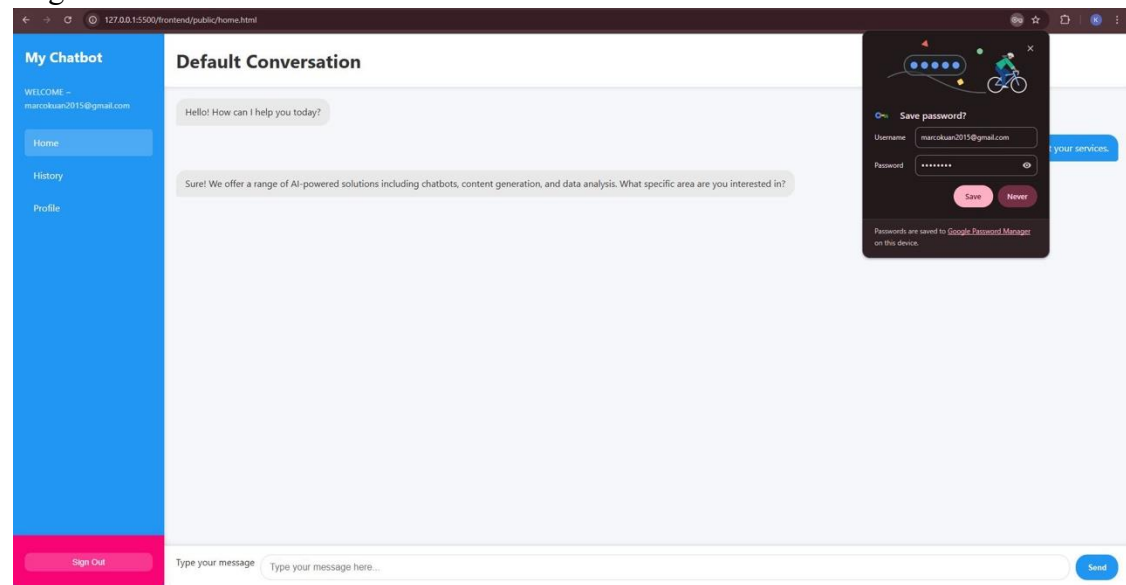 127.0.0.1:5500/frontend/public/home.html
K
My Chatbot
WELCOME –
marcokuan2015@gmail.com
Home
History
Profile
Sign Out
Default Conversation
Hello! How can I help you today?
your services.
Sure! We offer a range of AI-powered solutions including chatbots, content generation, and data analysis. What specific area are you interested in?
Save password?
Username marcokuan2015@gmail.com
Password ••••••••
Save Never
Passwords are saved to Google Password Manager
on this device.
Type your message Type your message here... Send